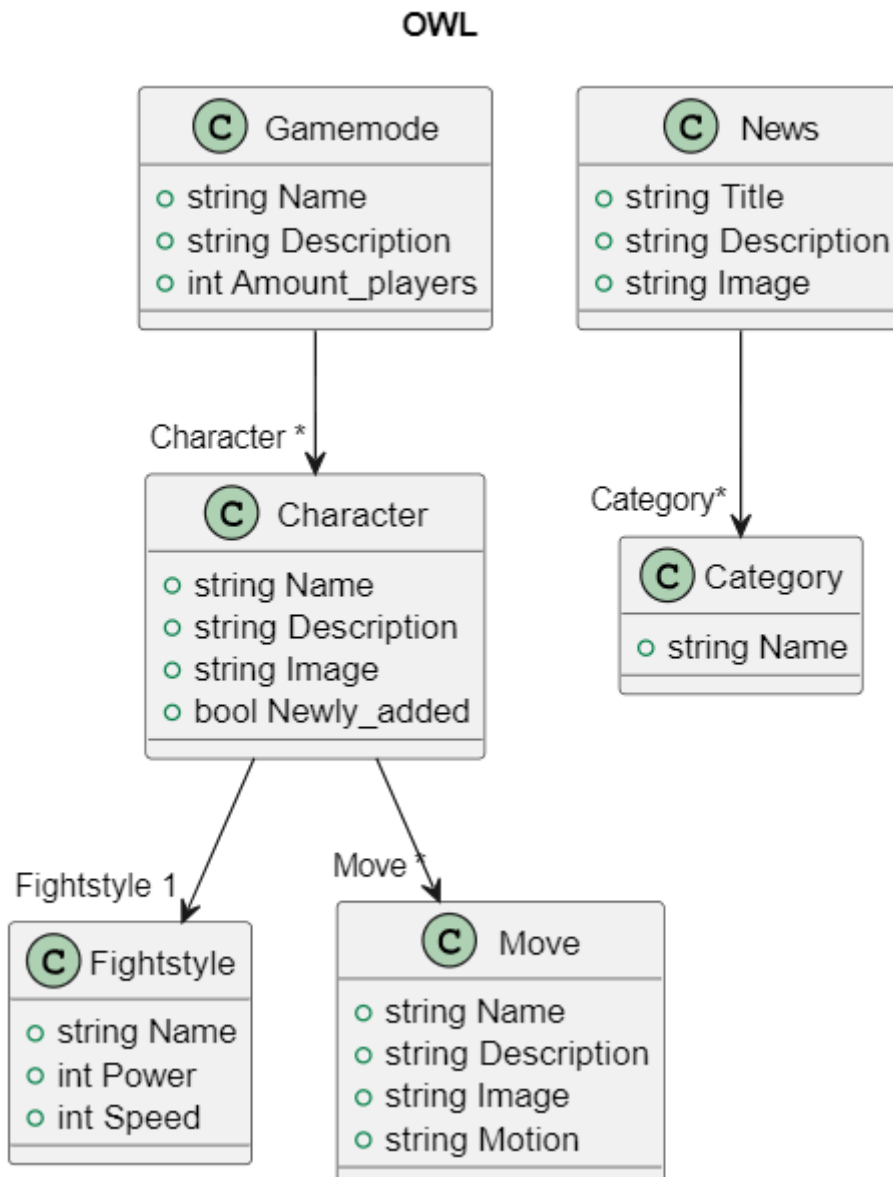 OWL
C Gamemode
string Name
string Description
int Amount_players
C News
string Title
string Description
string Image
Character *
C Character
string Name
string Description
string Image
bool Newly_added
Category*
C Category
string Name
Fightstyle 1
C Fightstyle
string Name
int Power
int Speed
Move *
C Move
string Name
string Description
string Image
string Motion